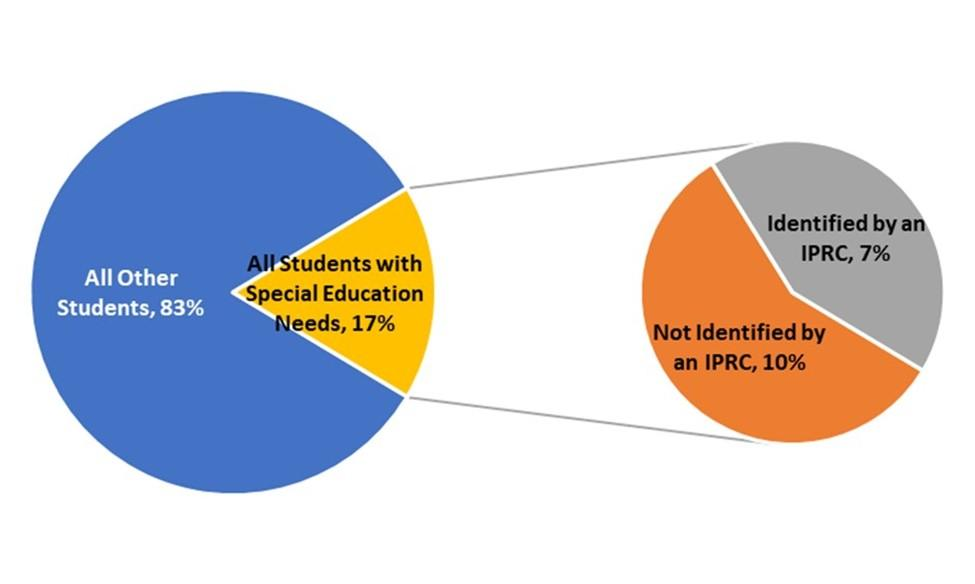 All Other
Students, 83%
All Students with
Special Education
Needs, 17%
Identified by an
IPRC, 7%
Not Identified by
an IPRC, 10%